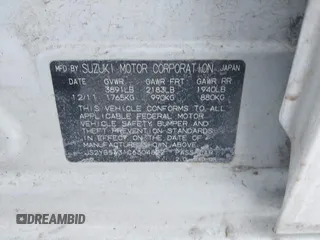 MFD BY SUZUKI MOTOR CORPORATION, JAPAN
DATE GVWR GAWR FR GAWR RR
3891LB 2183LB 1940LB
12/11 1765KG 990KG 880KG
THIS VEHICLE CONFORMS TO ALL
APPLICABLE FEDERAL MOTOR
VEHICLE SAFETY, BUMPER, AND
THEFT PREVENTION STANDARDS IN
EFFECT ON THE DATE OF
MANUFACTURE SHOWN ABOVE.